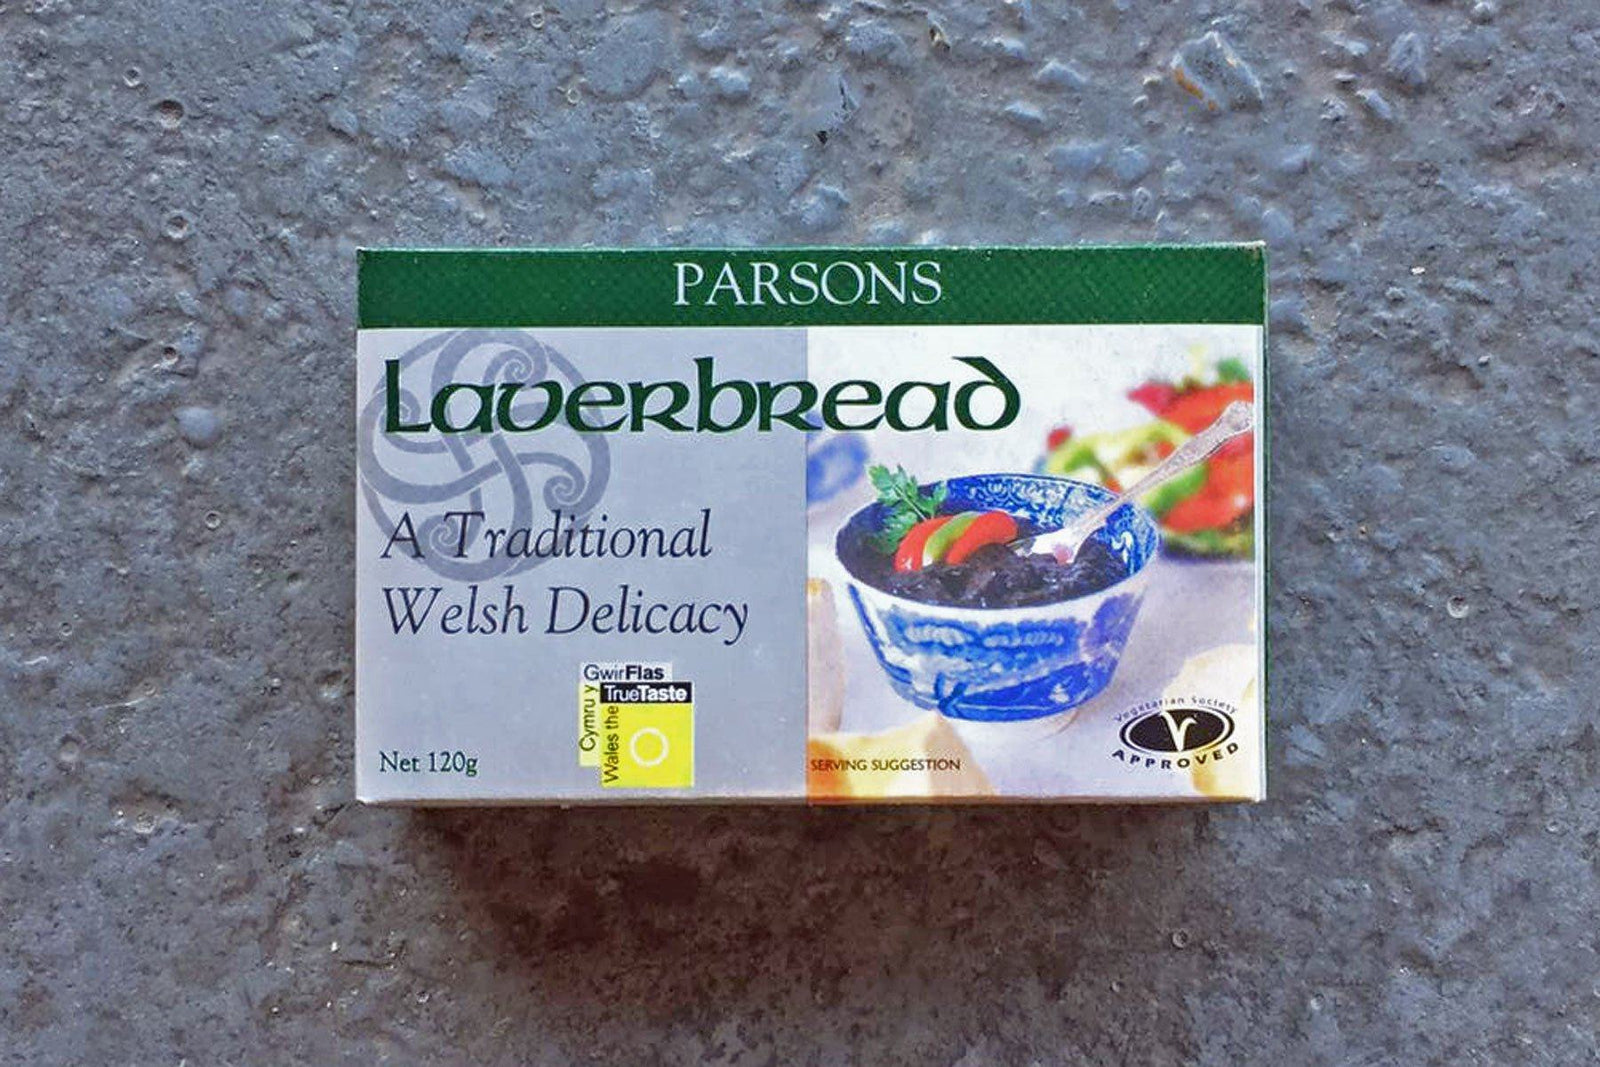 PARSONS
Laverbread
A Traditional
Welsh Delicacy
GwirFlas
TrueTaste
Cymru y
Wales the
Net 120g
SERVING SUGGESTION
Vegetarian Society
V
APPROVED